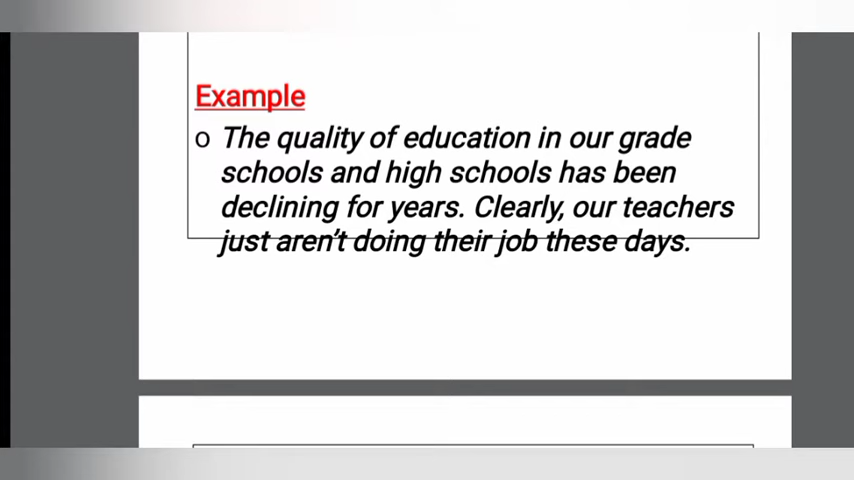 Example
o The quality of education in our grade
schools and high schools has been
declining for years. Clearly, our teachers
just aren't doing their job these days.